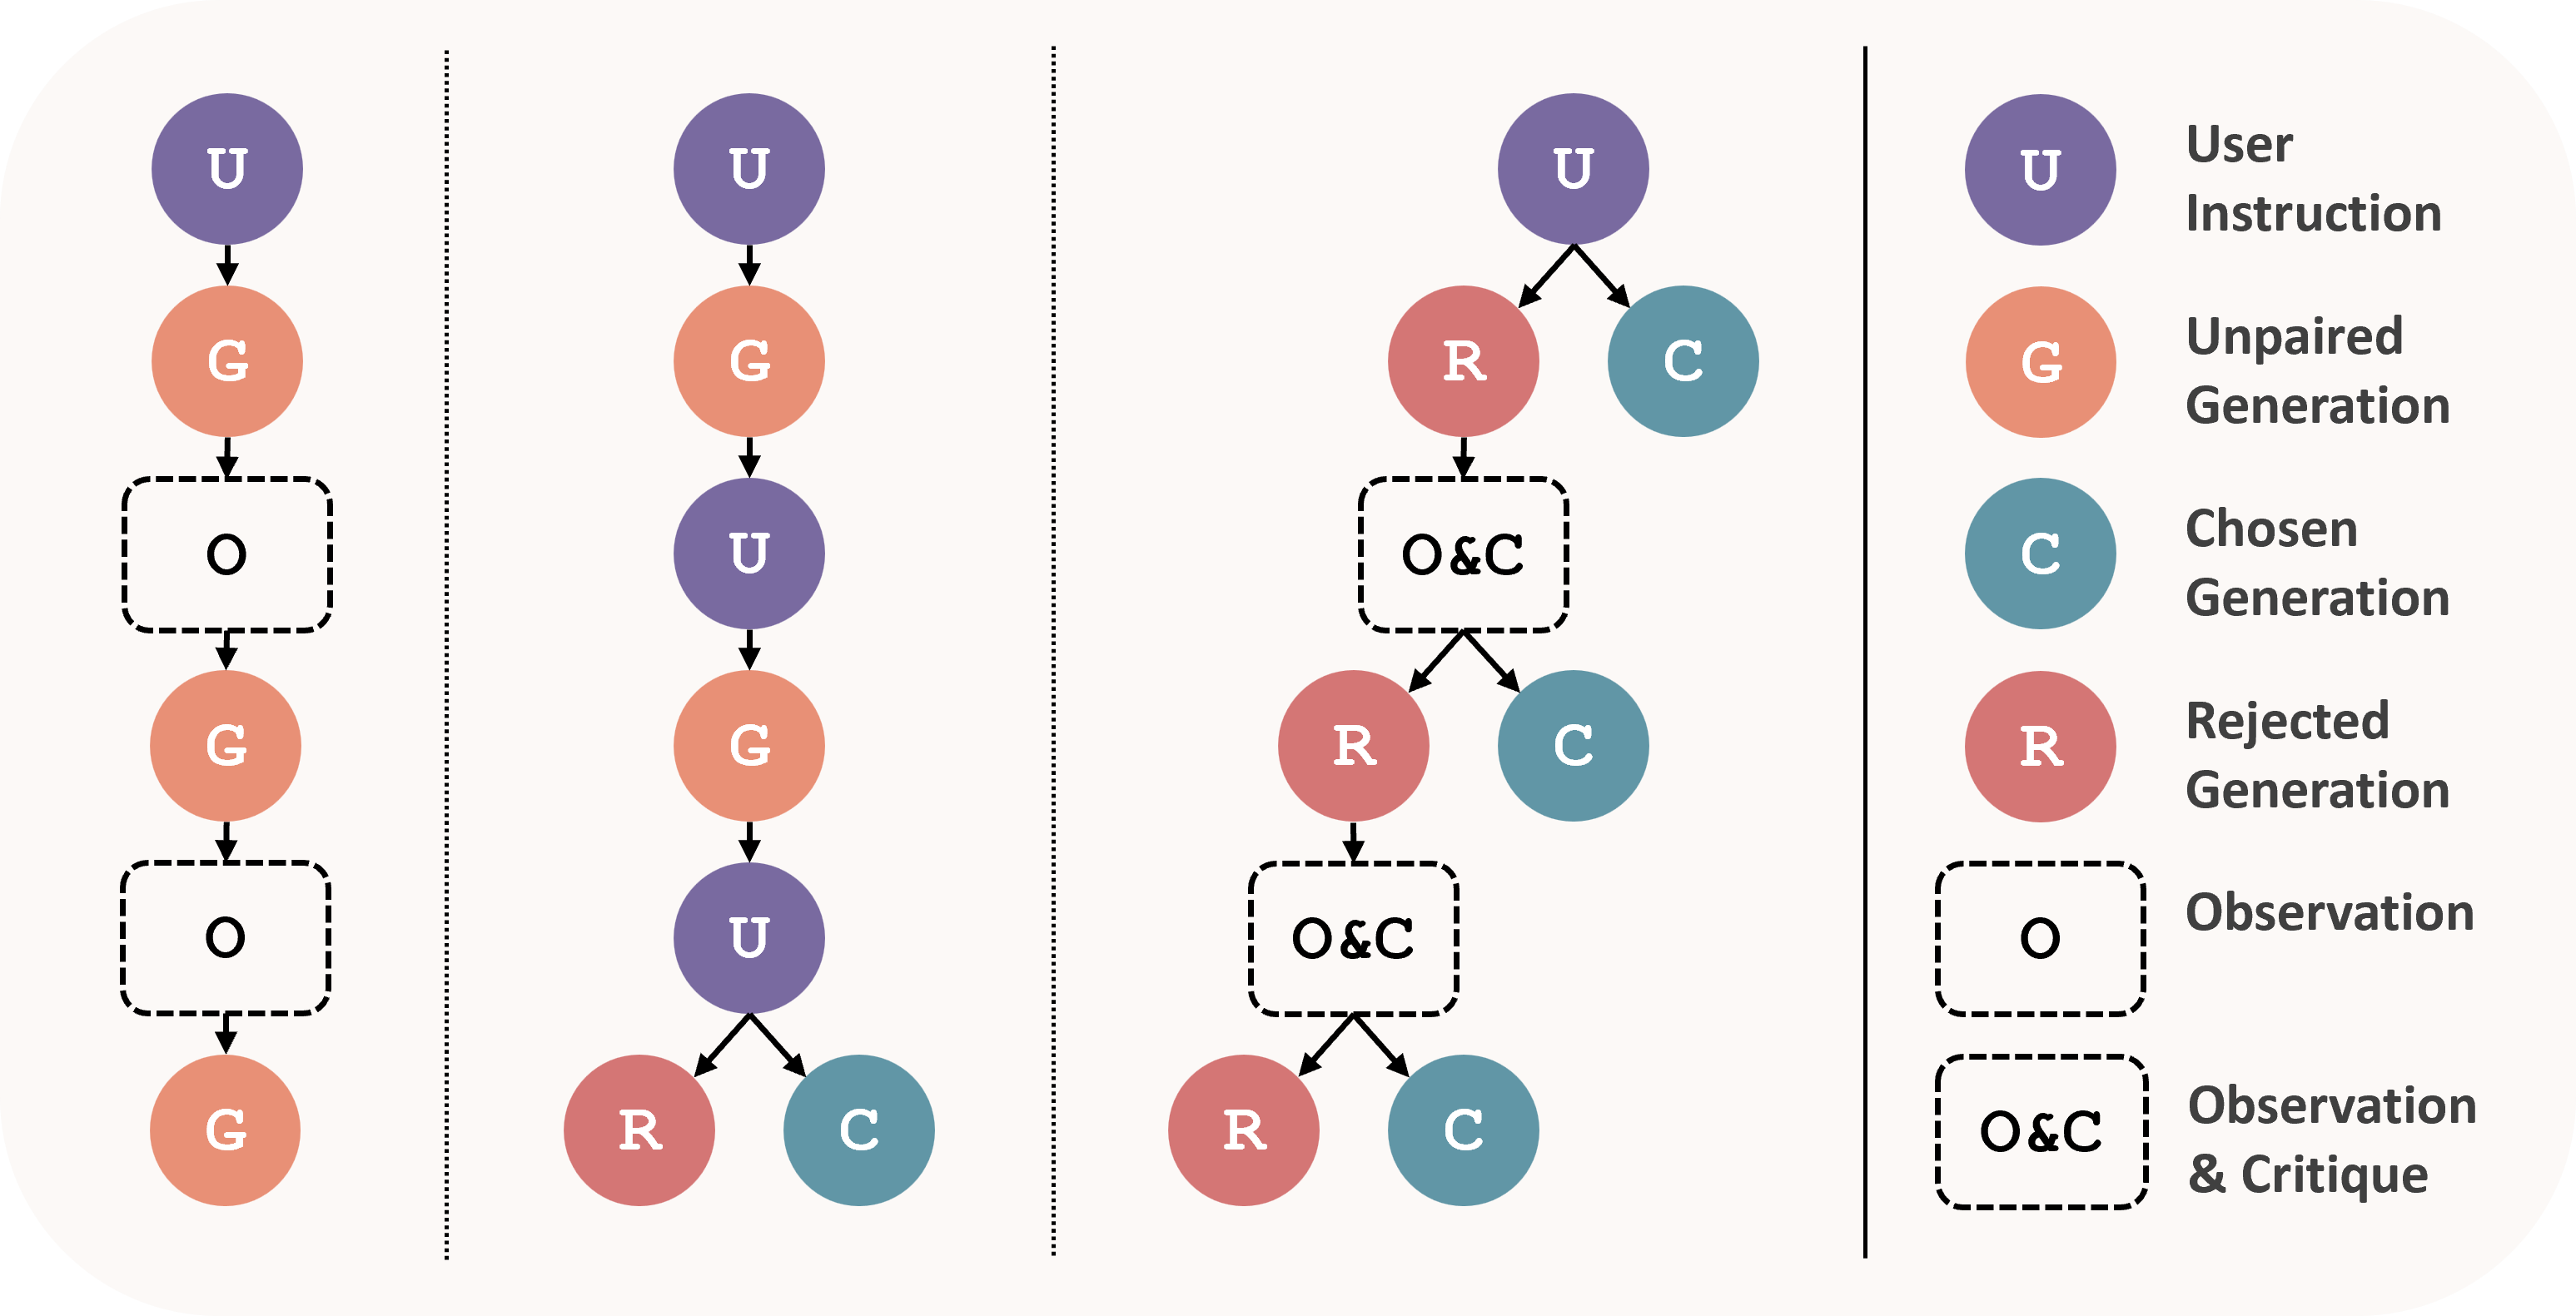 U
G
O
G
O
G
U
G
U
G
U
R
C
U
R
C
O&C
R
C
O&C
R
C
U
User
Instruction
G
Unpaired
Generation
C
Chosen
Generation
R
Rejected
Generation
O
Observation
O&C
Observation
& Critique